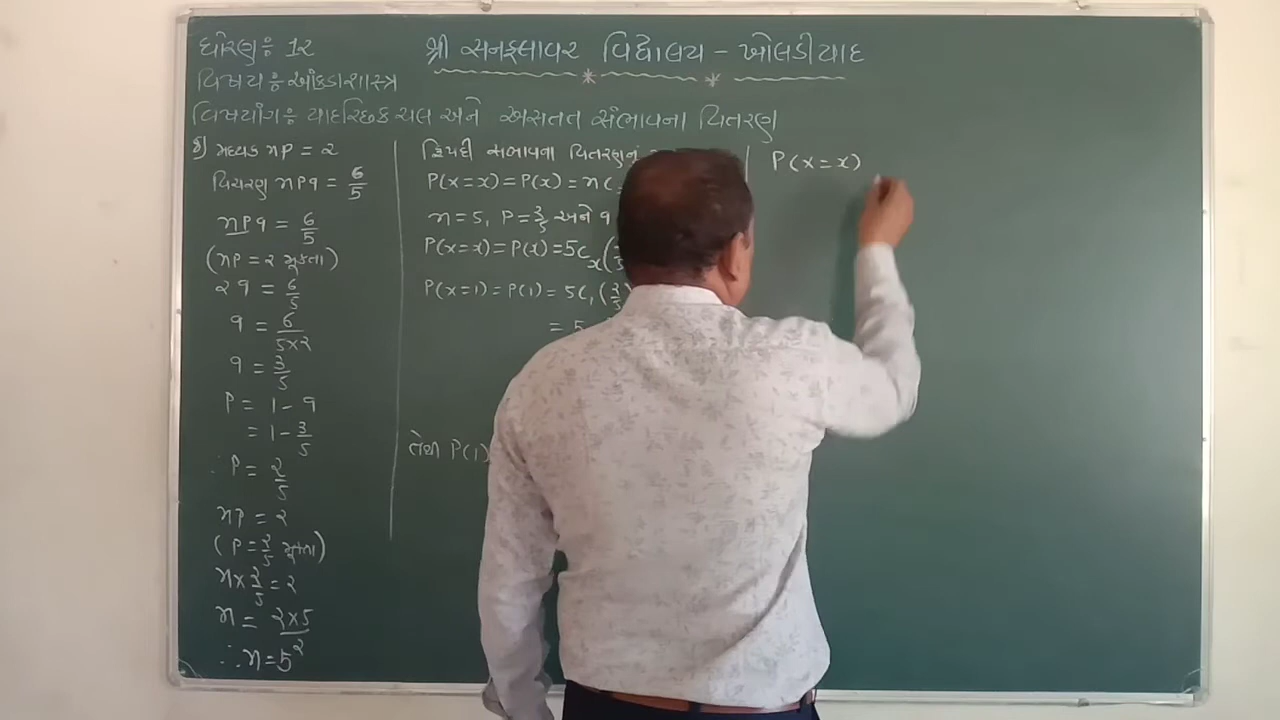 ધોરણ ઃ 12
શ્રી સનફ્લાવર વિદ્યાલય - ખોલડીયાદ
વિષય ઃ આંકડાશાસ્ત્ર
વિષયાંગ ઃ યાદચ્છિક ચલ અને અસતત સંભાવના વિતરણ
મધ્યક nP = 2
વિચરણ nPq = 6/5
nPq = 6/5
(nP = 2 મૂકતા)
2q = 6/5
q = 6/5×2
q = 3/5
P = 1 - q
= 1 - 3/5
∴ P = 2/5
nP = 2
(P = 2/5 મૂકતા)
n × 2/5 = 2
n = 2×5/2
∴ n = 5
દ્વિપદી સંભાવના વિતરણનું
P(x=x) = P(x) = nC
n = 5, P = 2/5 અને q
P(x=x) = P(x) = 5Cx
P(x=1) = P(1) = 5C1
= 5
તેથી P(1)
P(x=x)